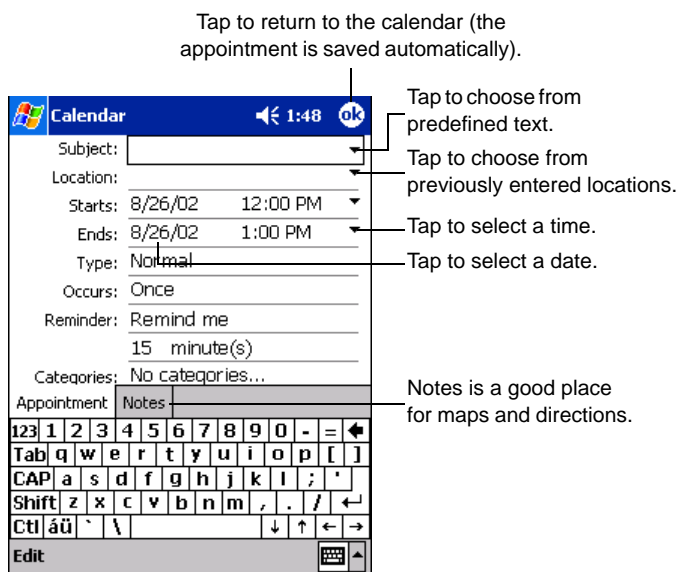 Tap to return to the calendar (the
appointment is saved automatically).
Calendar 1:48 ok
Tap to choose from
predefined text.
Subject:
Tap to choose from
previously entered locations.
Location:
Starts: 8/26/02 12:00 PM
Ends: 8/26/02 1:00 PM
Tap to select a time.
Type: Normal
Tap to select a date.
Occurs: Once
Reminder: Remind me
15 minute(s)
Categories: No categories...
Notes is a good place
for maps and directions.
Appointment Notes
123 1 2 3 4 5 6 7 8 9 0 - =
Tab q w e r t y u i o p [ ]
CAP a s d f g h j k l ; '
Shift z x c v b n m , . /
Ctl áü ` \ ↓ ↑ ← →
Edit